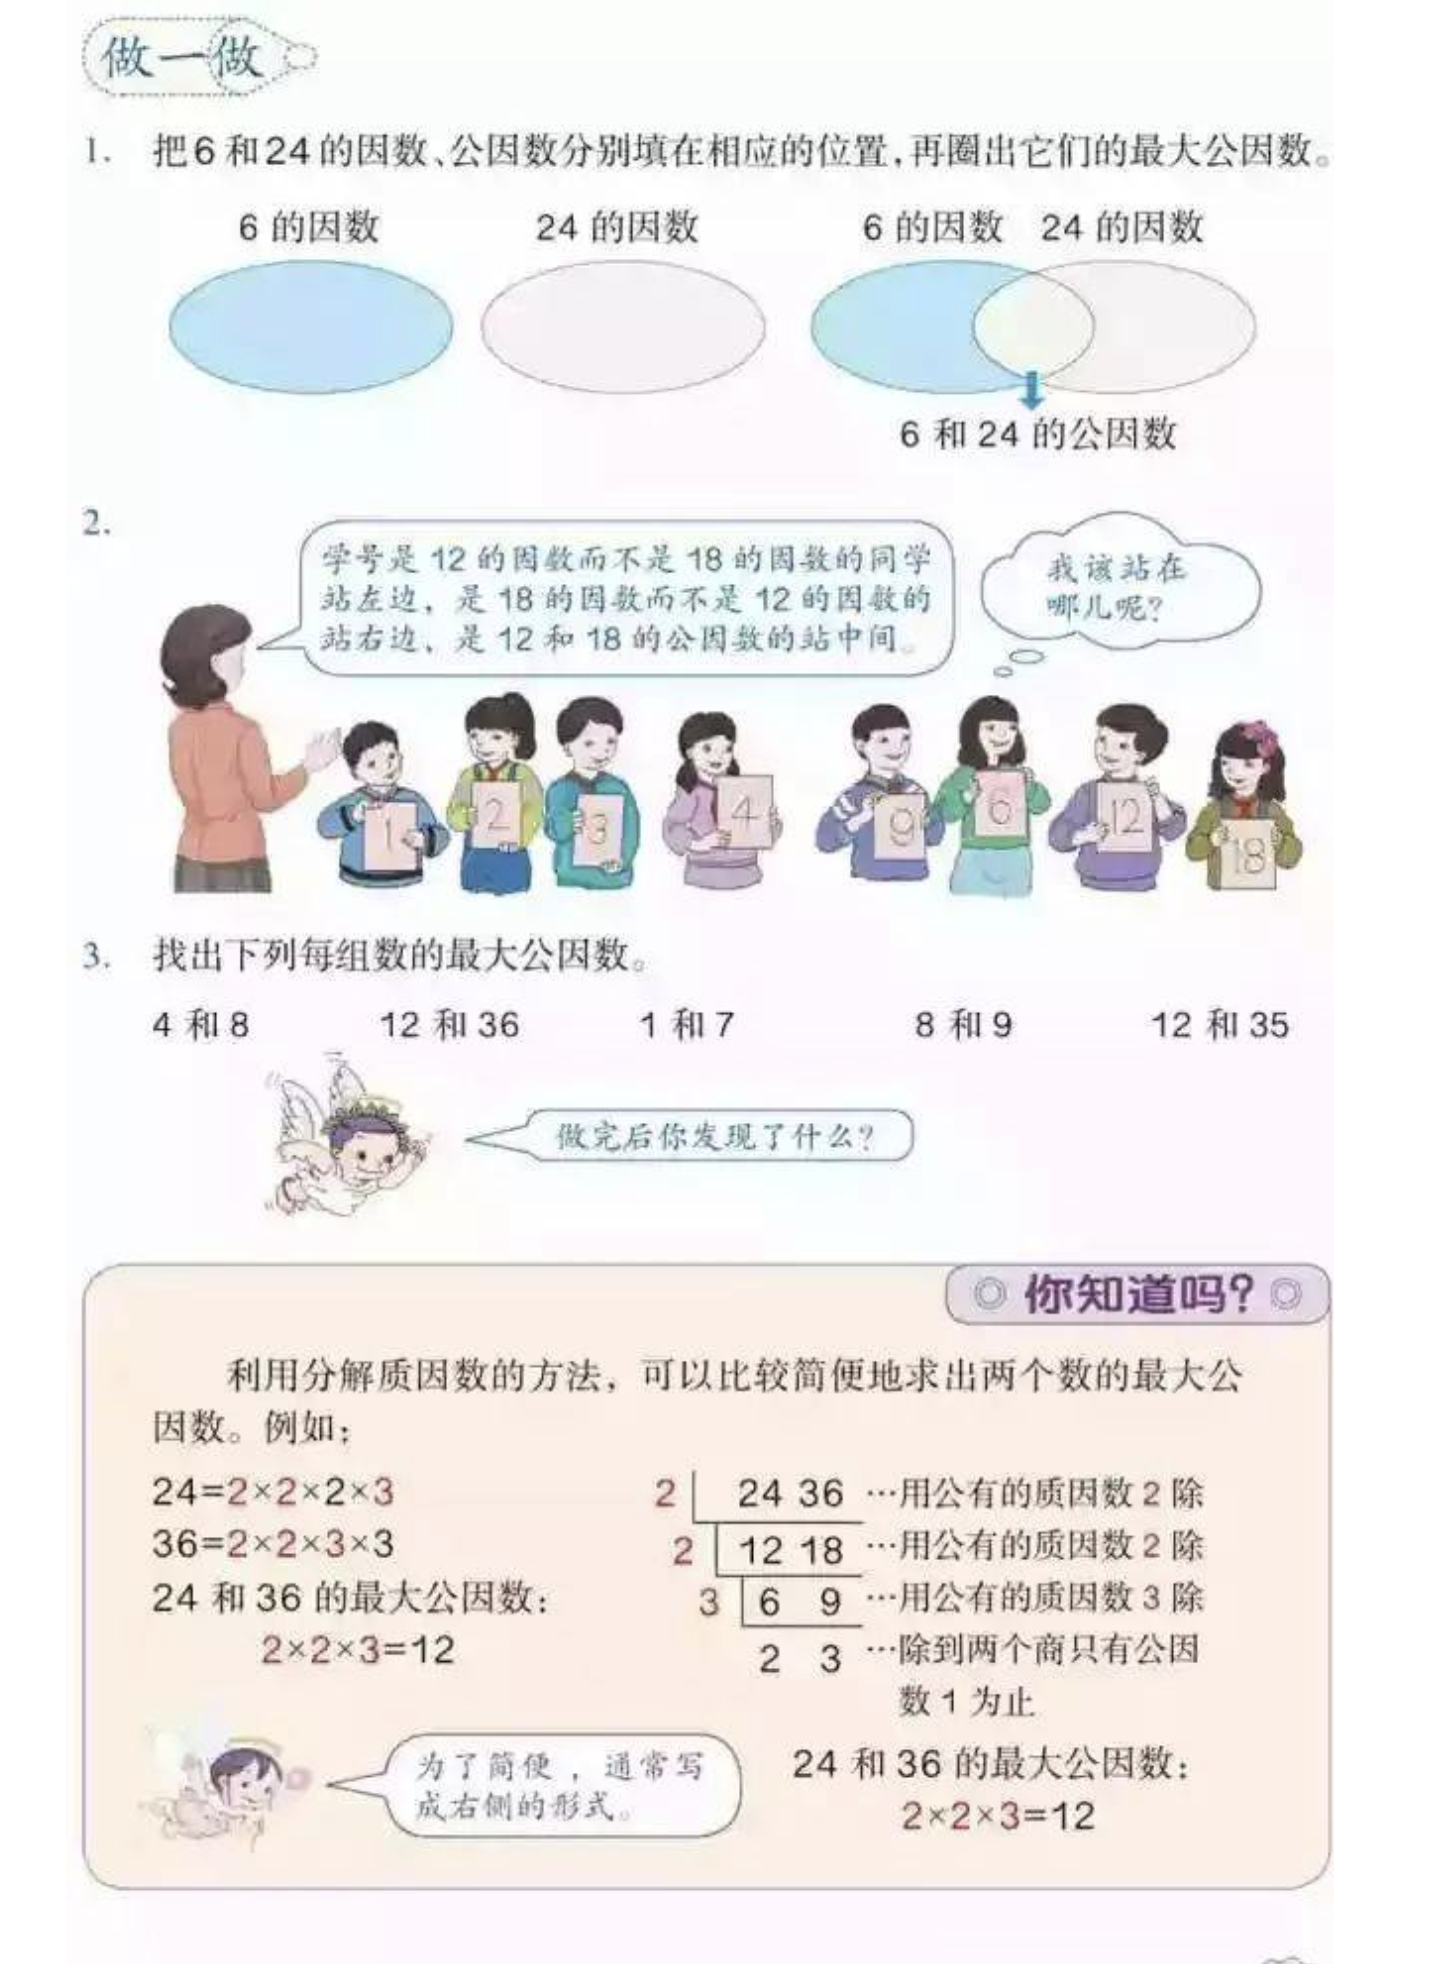 做一做
1. 把6和24的因数、公因数分别填在相应的位置,再圈出它们的最大公因数。
6 的因数 24 的因数 6 的因数 24 的因数
6 和 24 的公因数
2.
学号是 12 的因数而不是 18 的因数的同学
站左边，是 18 的因数而不是 12 的因数的
站右边，是 12 和 18 的公因数的站中间。
我该站在
哪儿呢？
1 2 3 4 9 6 12 18
3. 找出下列每组数的最大公因数。
4 和 8 12 和 36 1 和 7 8 和 9 12 和 35
做完后你发现了什么？
你知道吗？
利用分解质因数的方法，可以比较简便地求出两个数的最大公
因数。例如：
24=2×2×2×3
36=2×2×3×3
24 和 36 的最大公因数：
2×2×3=12
2 24 36 …用公有的质因数 2 除
2 12 18 …用公有的质因数 2 除
3 6 9 …用公有的质因数 3 除
2 3 …除到两个商只有公因
数 1 为止
24 和 36 的最大公因数：
2×2×3=12
为了简便，通常写
成右侧的形式。